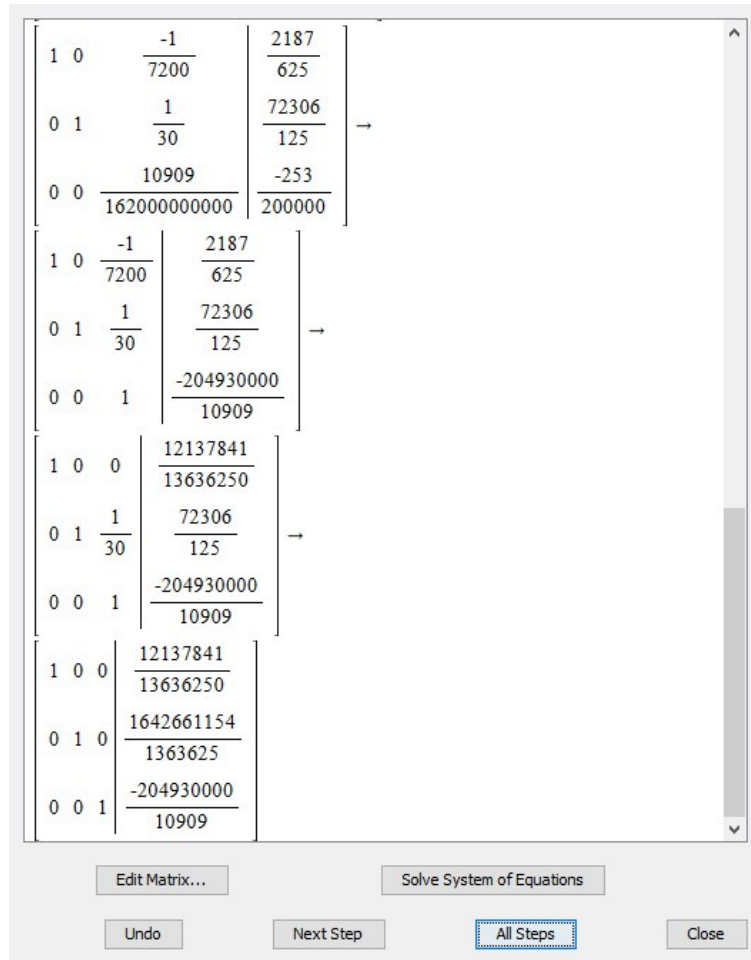 1 0 -1/7200 | 2187/625
0 1 1/30 | 72306/125 →
0 0 10909/162000000000 | -253/200000
1 0 -1/7200 | 2187/625
0 1 1/30 | 72306/125 →
0 0 1 | -204930000/10909
1 0 0 | 12137841/13636250
0 1 1/30 | 72306/125 →
0 0 1 | -204930000/10909
1 0 0 | 12137841/13636250
0 1 0 | 1642661154/1363625
0 0 1 | -204930000/10909
Edit Matrix... Solve System of Equations
Undo Next Step All Steps Close